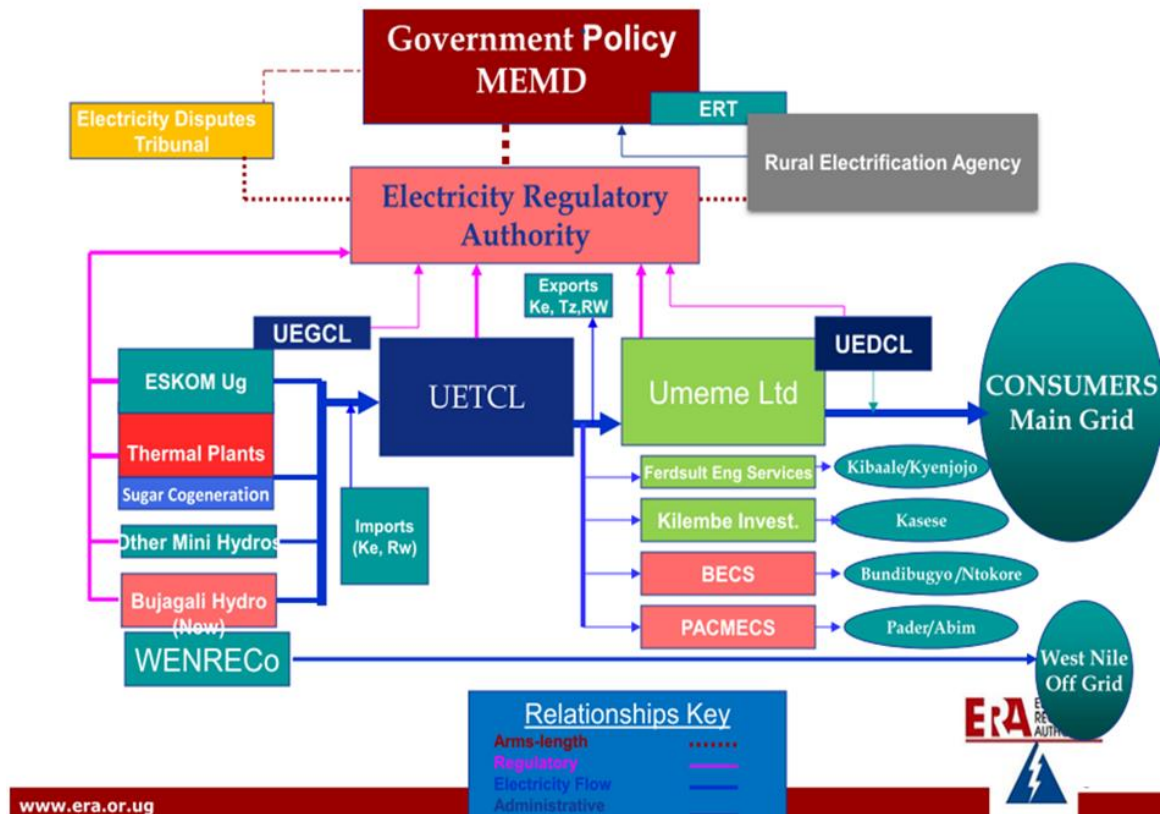 Government Policy
MEMD
ERT
Electricity Disputes
Tribunal
Rural Electrification Agency
Electricity Regulatory
Authority
Exports
Ke, Tz,RW
UEGCL
UEDCL
ESKOM Ug
UETCL
Umeme Ltd
CONSUMERS
Main Grid
Thermal Plants
Sugar Cogeneration
Ferdsult Eng Services
Kibaale/Kyenjojo
Imports
(Ke, Rw)
Kilembe Invest.
Kasese
Other Mini Hydros
BECS
Bundibugyo /Ntokore
Bujagali Hydro
(New)
PACMECS
Pader/Abim
WENRECo
West Nile
Off Grid
Relationships Key
Arms-length
Regulatory
Electricity Flow
Administrative
ERA
www.era.or.ug